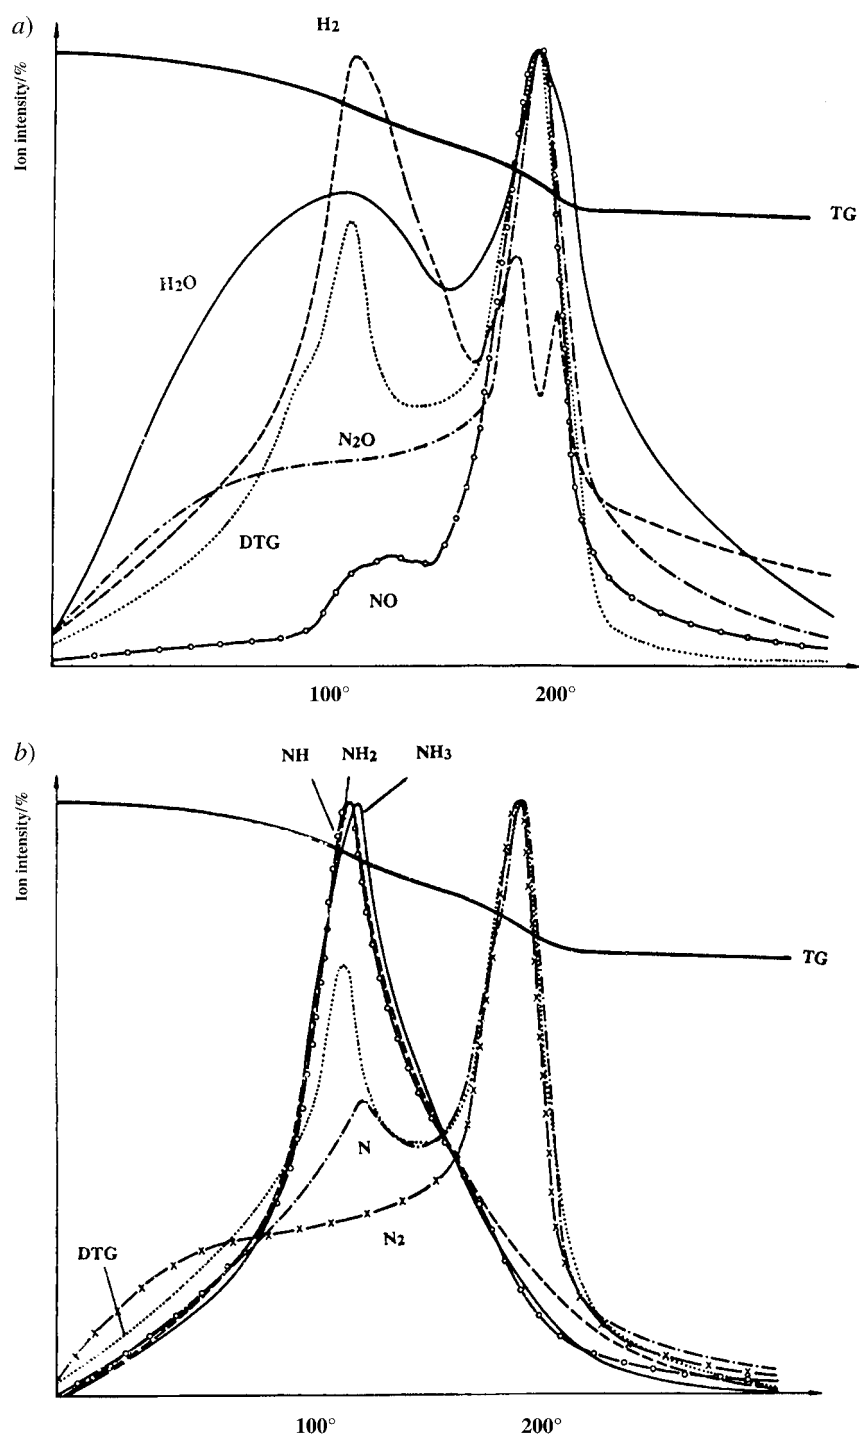 a)
H2
Ion intensity/%
TG
H2O
N2O
DTG
NO
100° 200°
b)
NH NH2 NH3
Ion intensity/%
TG
N
N2
DTG
100° 200°